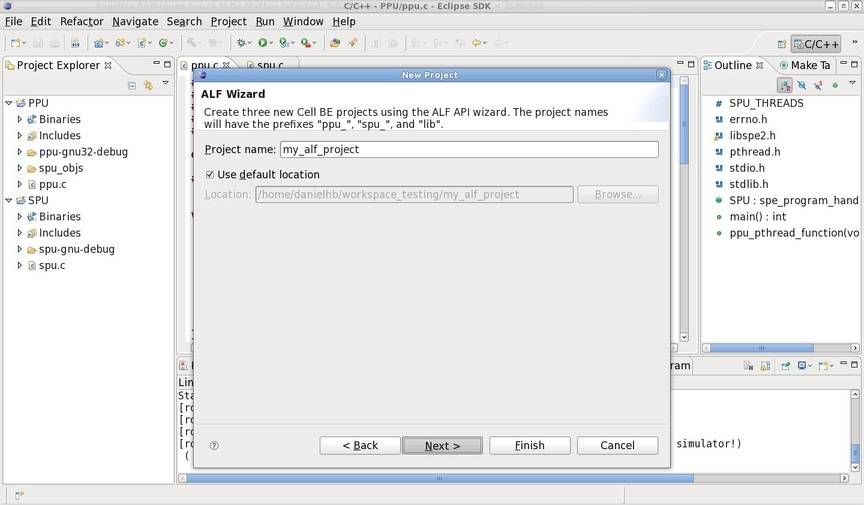 C/C++ - PPU/ppu.c - Eclipse SDK
File Edit Refactor Navigate Search Project Run Window Help
C/C++
Project Explorer
ppu.c
spu.c
Outline
Make Ta
PPU
Binaries
Includes
ppu-gnu32-debug
spu_objs
ppu.c
SPU
Binaries
Includes
spu-gnu-debug
spu.c
New Project
ALF Wizard
Create three new Cell BE projects using the ALF API wizard. The project names
will have the prefixes "ppu_", "spu_", and "lib".
Project name: my_alf_project
Use default location
Location: /home/danielhb/workspace_testing/my_alf_project Browse...
< Back Next > Finish Cancel
SPU_THREADS
errno.h
libspe2.h
pthread.h
stdio.h
stdlib.h
SPU : spe_program_hand
main() : int
ppu_pthread_function(vo
ram
Lin
Sta
[ro
[ro
[ro
[ro simulator!)
(